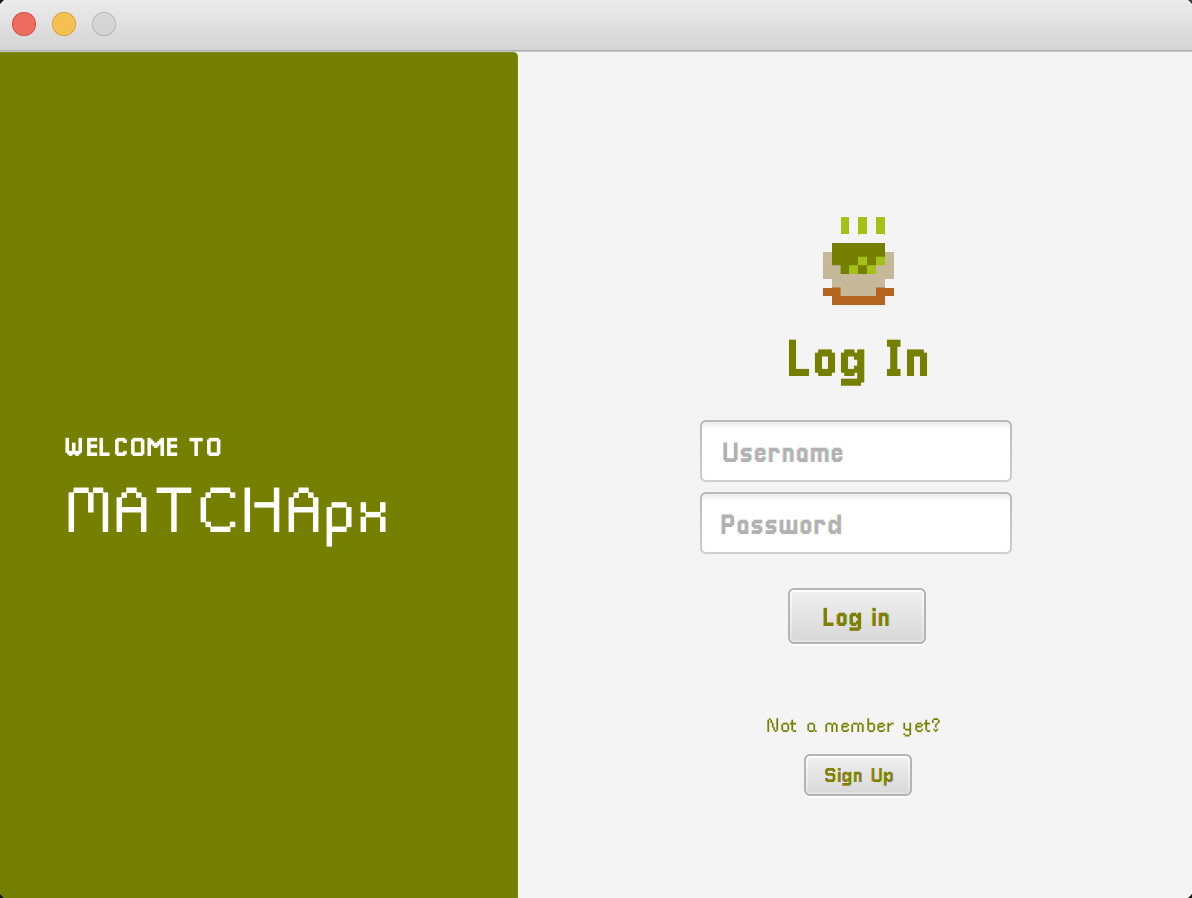 WELCOME TO
MATCHApx
Log In
Username
Password
Log in
Not a member yet?
Sign Up